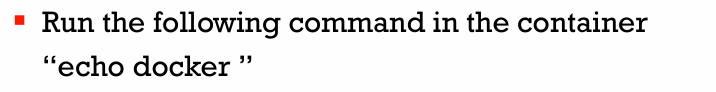 Run the following command in the container
“echo docker ”